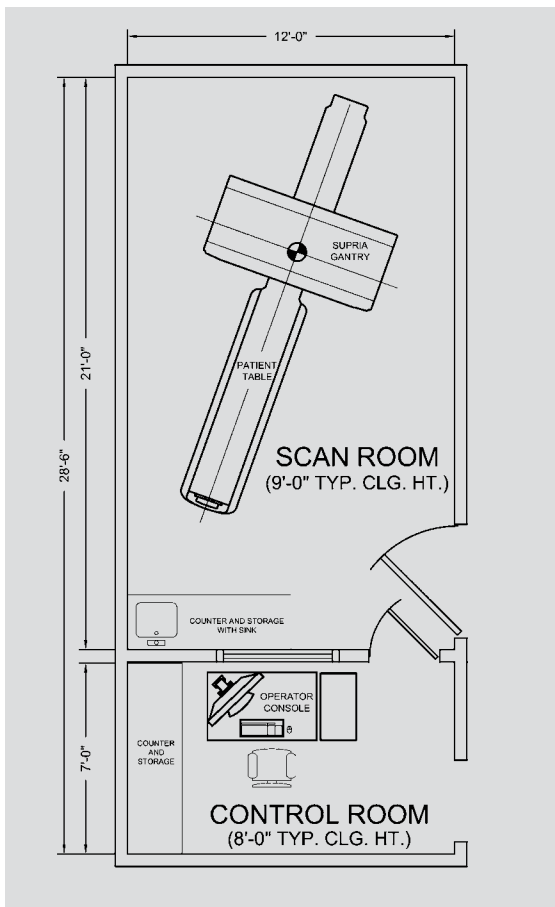 12'-0"
SUPRIA
GANTRY
21'-0"
PATIENT
TABLE
28'-6"
SCAN ROOM
(9'-0" TYP. CLG. HT.)
COUNTER AND STORAGE
WITH SINK
OPERATOR
CONSOLE
7'-0"
COUNTER
AND
STORAGE
CONTROL ROOM
(8'-0" TYP. CLG. HT.)